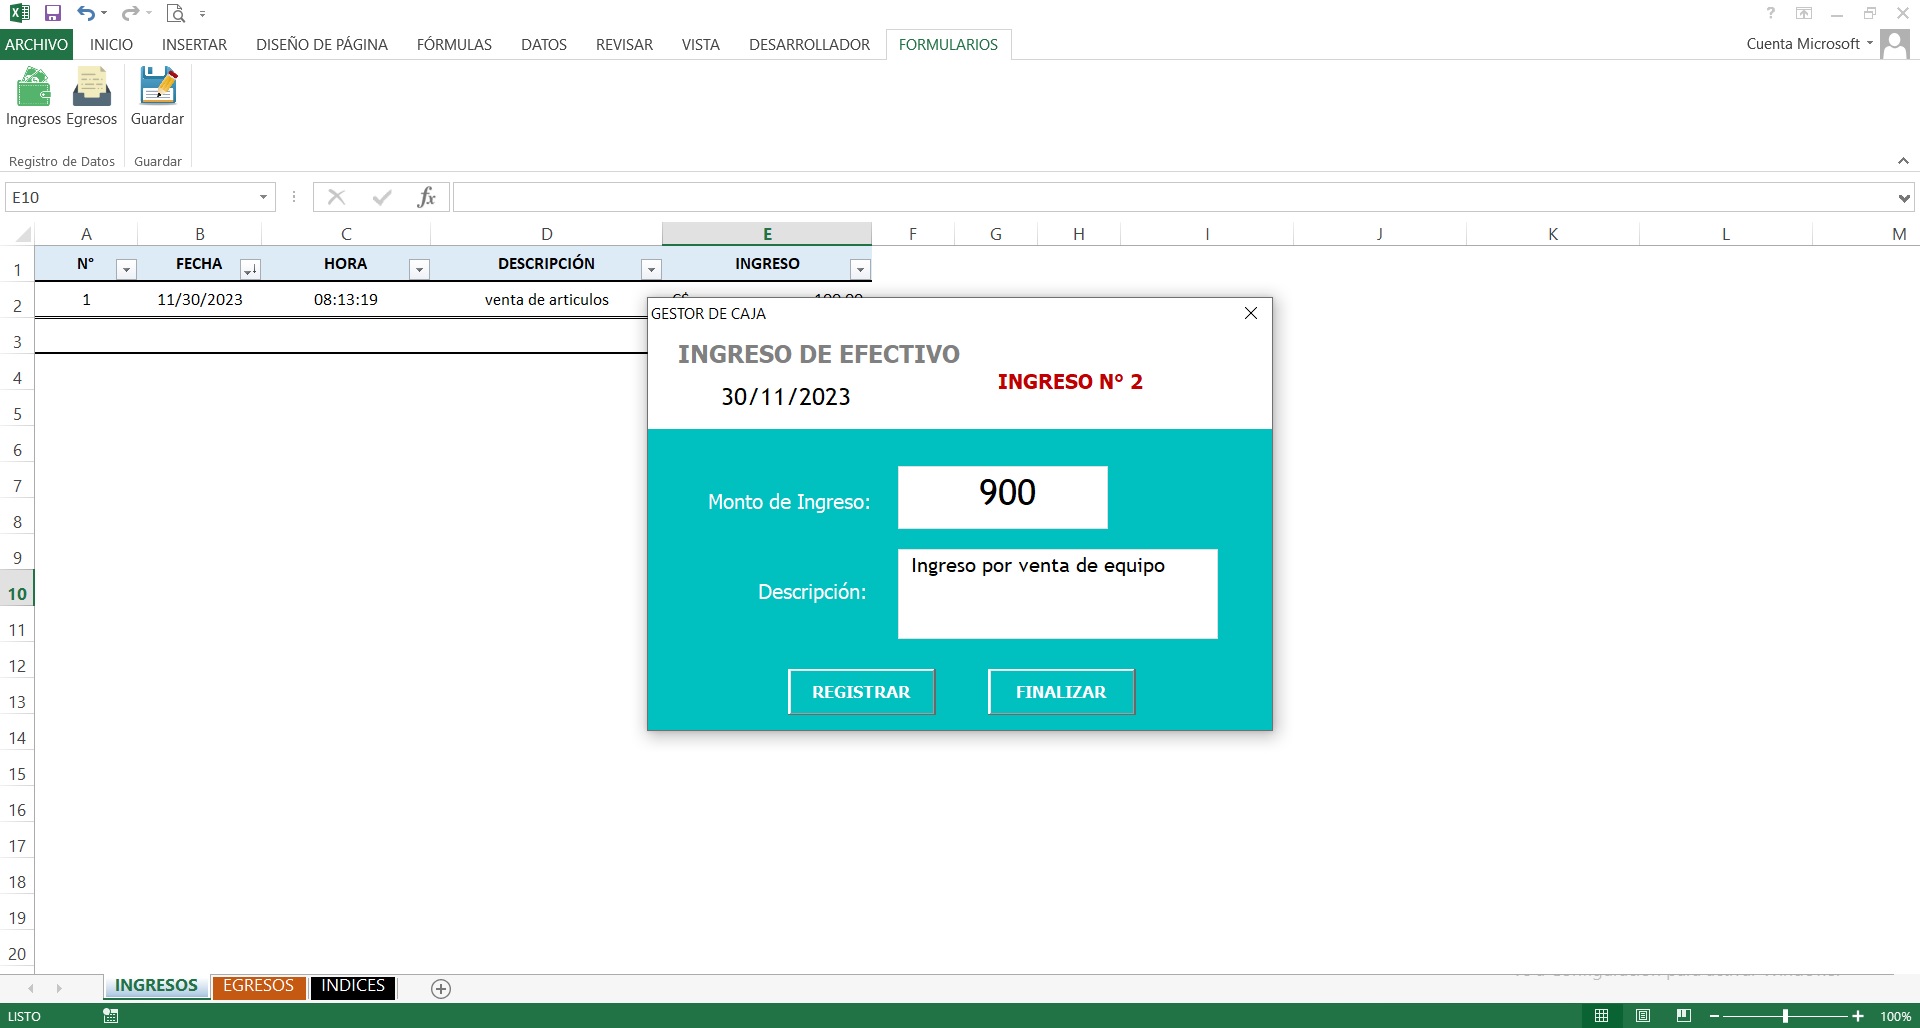 ARCHIVO INICIO INSERTAR DISEÑO DE PÁGINA FÓRMULAS DATOS REVISAR VISTA DESARROLLADOR FORMULARIOS Cuenta Microsoft
Ingresos Egresos Guardar
Registro de Datos Guardar
E10 fx
A B C D E F G H I J K L M
1 N° FECHA HORA DESCRIPCIÓN INGRESO
2 1 11/30/2023 08:13:19 venta de articulos
3
4
5
6
7
8
9
10
11
12
13
14
15
16
17
18
19
20
GESTOR DE CAJA
INGRESO DE EFECTIVO
INGRESO N° 2
30/11/2023
Monto de Ingreso: 900
Ingreso por venta de equipo
Descripción:
REGISTRAR FINALIZAR
INGRESOS EGRESOS INDICES
LISTO 100%